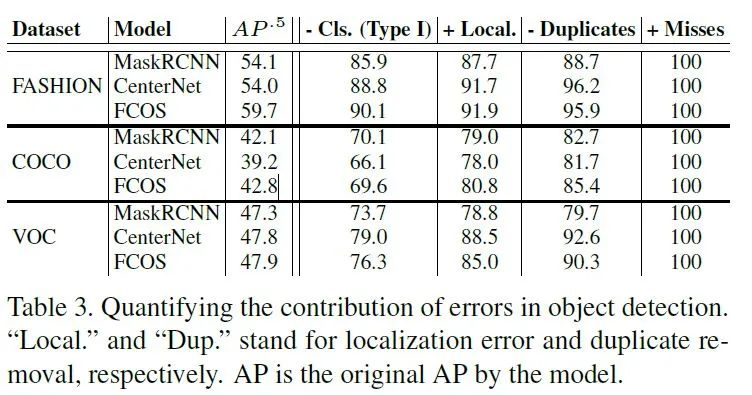 Dataset Model AP.5 - Cls. (Type I) + Local. - Duplicates + Misses
MaskRCNN 54.1 85.9 87.7 88.7 100
FASHION CenterNet 54.0 88.8 91.7 96.2 100
FCOS 59.7 90.1 91.9 95.9 100
MaskRCNN 42.1 70.1 79.0 82.7 100
COCO CenterNet 39.2 66.1 78.0 81.7 100
FCOS 42.8 69.6 80.8 85.4 100
MaskRCNN 47.3 73.7 78.8 79.7 100
VOC CenterNet 47.8 79.0 88.5 92.6 100
FCOS 47.9 76.3 85.0 90.3 100
Table 3. Quantifying the contribution of errors in object detection.
“Local.” and “Dup.” stand for localization error and duplicate re-
moval, respectively. AP is the original AP by the model.